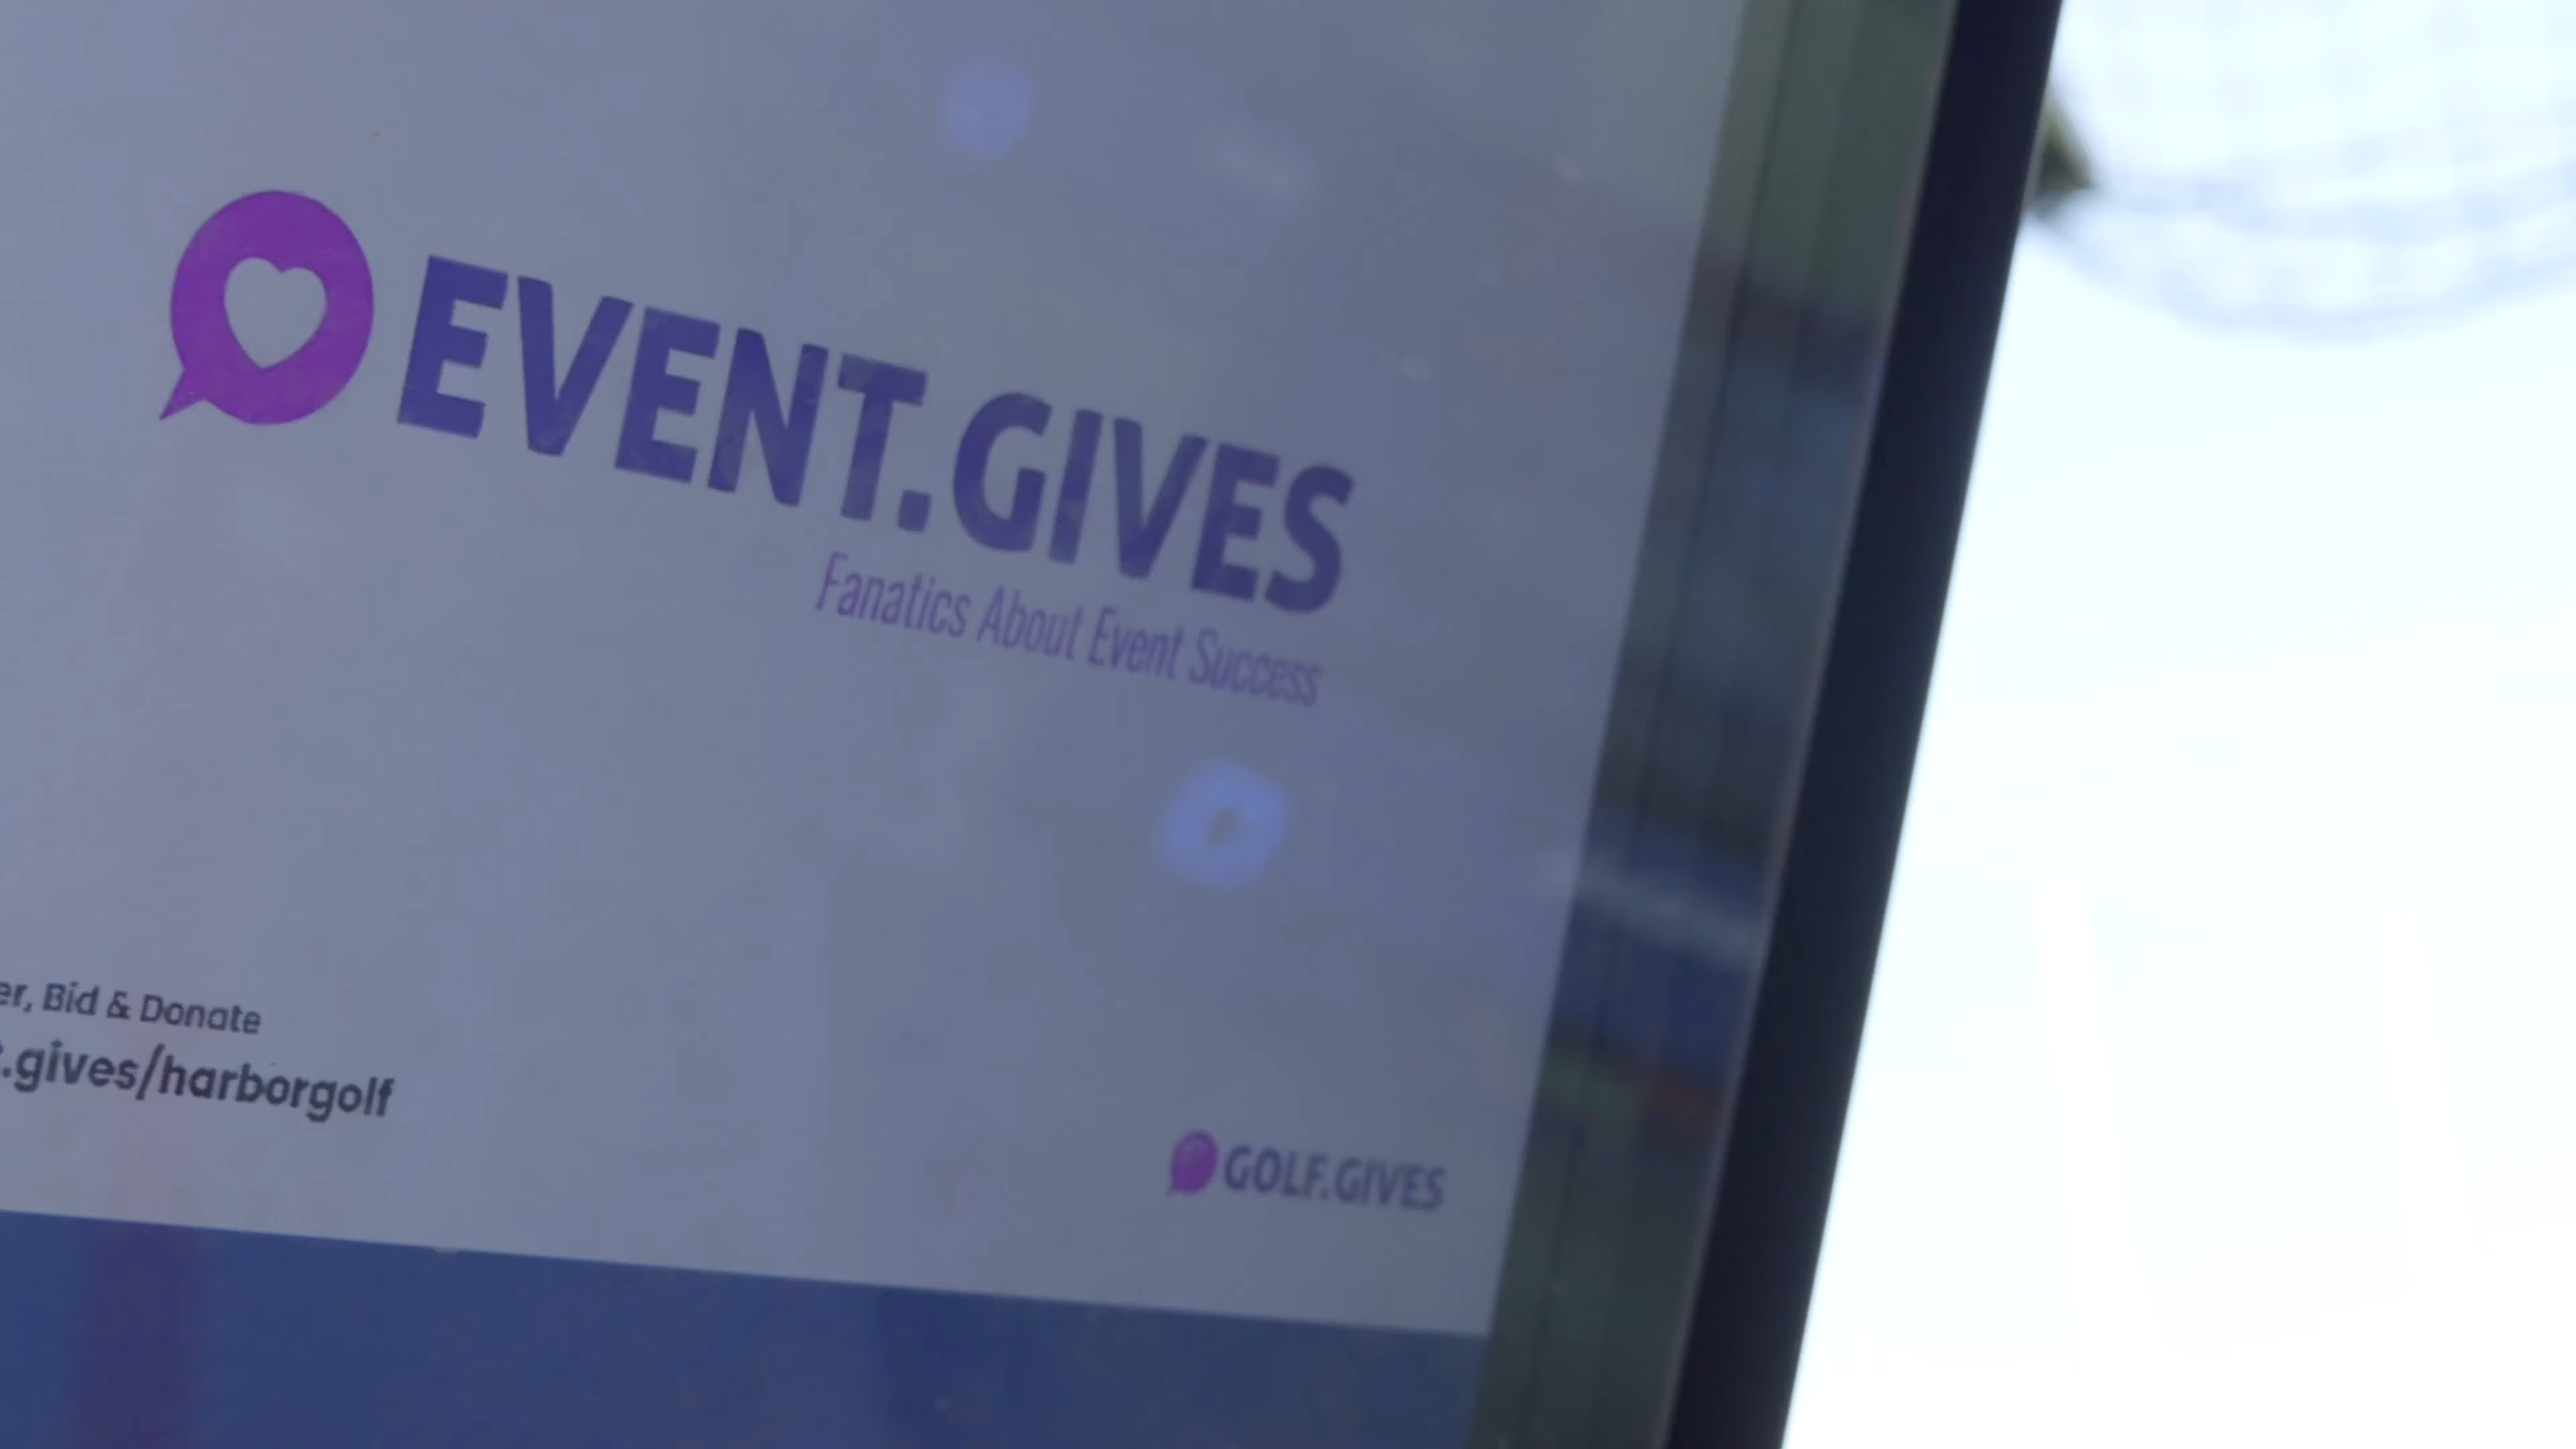 EVENT.GIVES
Fanatics About Event Success
er, Bid & Donate
.gives/harborgolf
GOLF.GIVES